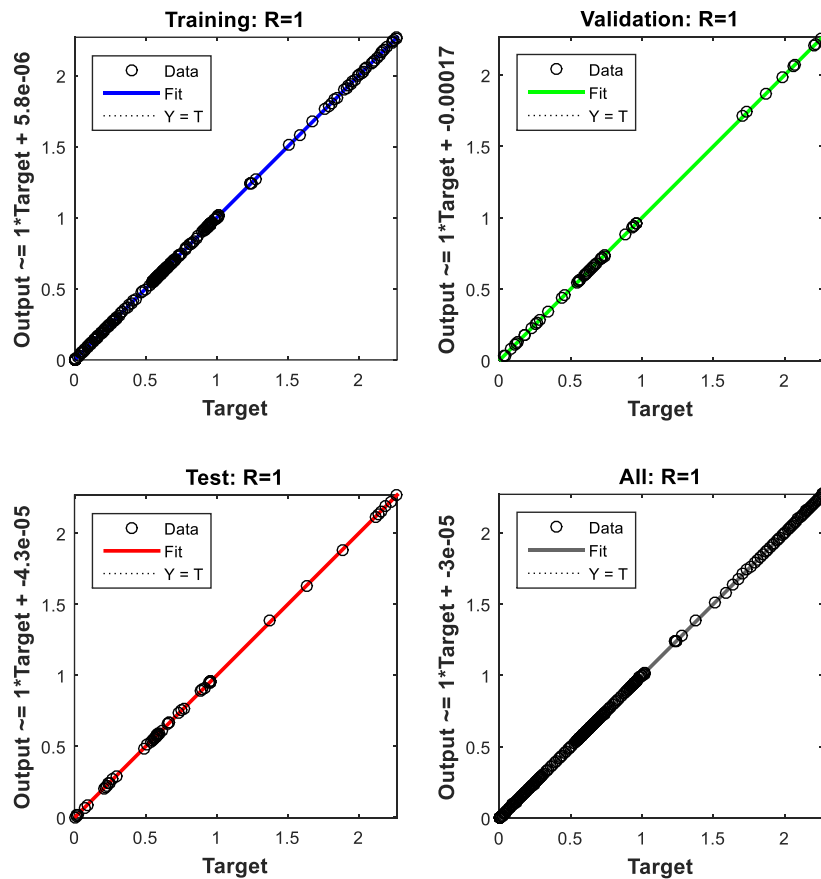 Training: R=1
Output ~= 1*Target + 5.8e-06
Data
Fit
Y = T
0
0.5
1
1.5
2
0
0.5
1
1.5
2
Target
Validation: R=1
Output ~= 1*Target + -0.00017
Data
Fit
Y = T
0
0.5
1
1.5
2
0
0.5
1
1.5
2
Target
Test: R=1
Output ~= 1*Target + -4.3e-05
Data
Fit
Y = T
0
0.5
1
1.5
2
0
0.5
1
1.5
2
Target
All: R=1
Output ~= 1*Target + -3e-05
Data
Fit
Y = T
0
0.5
1
1.5
2
0
0.5
1
1.5
2
Target